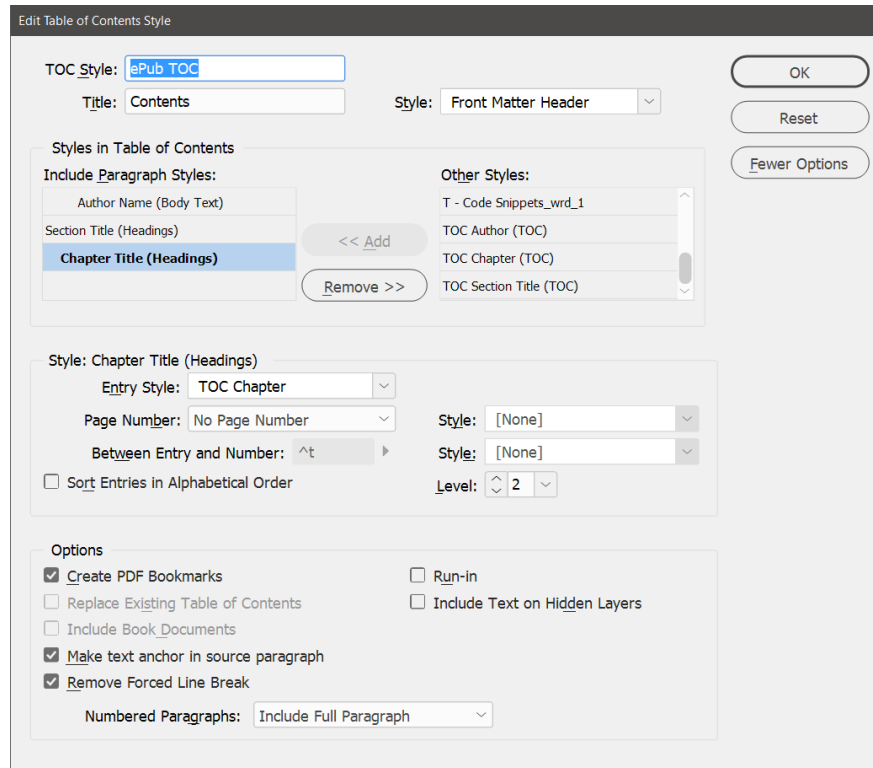 Edit Table of Contents Style
TOC Style: ePub TOC
OK
Title: Contents Style: Front Matter Header
Reset
Styles in Table of Contents
Fewer Options
Include Paragraph Styles: Other Styles:
Author Name (Body Text) T - Code Snippets_wrd_1
Section Title (Headings) << Add TOC Author (TOC)
Chapter Title (Headings) TOC Chapter (TOC)
Remove >> TOC Section Title (TOC)
Style: Chapter Title (Headings)
Entry Style: TOC Chapter
Page Number: No Page Number Style: [None]
Between Entry and Number: ^t Style: [None]
Sort Entries in Alphabetical Order Level: 2
Options
Create PDF Bookmarks Run-in
Replace Existing Table of Contents Include Text on Hidden Layers
Include Book Documents
Make text anchor in source paragraph
Remove Forced Line Break
Numbered Paragraphs: Include Full Paragraph